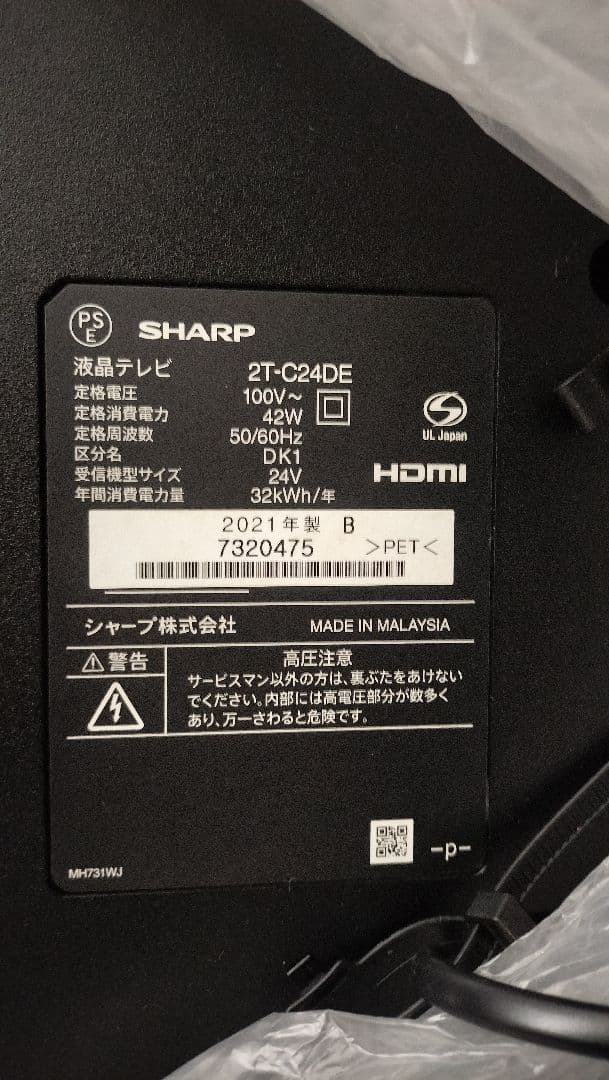 PS
E
SHARP
液晶テレビ 2T-C24DE
定格電圧 100V～
定格消費電力 42W
定格周波数 50/60Hz
区分名 DK1
受信機型サイズ 24V
年間消費電力量 32kWh/年
UL Japan
HDMI
2021年製 B
7320475 >PET<
シャープ株式会社 MADE IN MALAYSIA
警告
高圧注意
サービスマン以外の方は、裏ぶたをあけない
でください。内部には高電圧部分が数多く
あり、万一さわると危険です。
-p-
MH731WJ